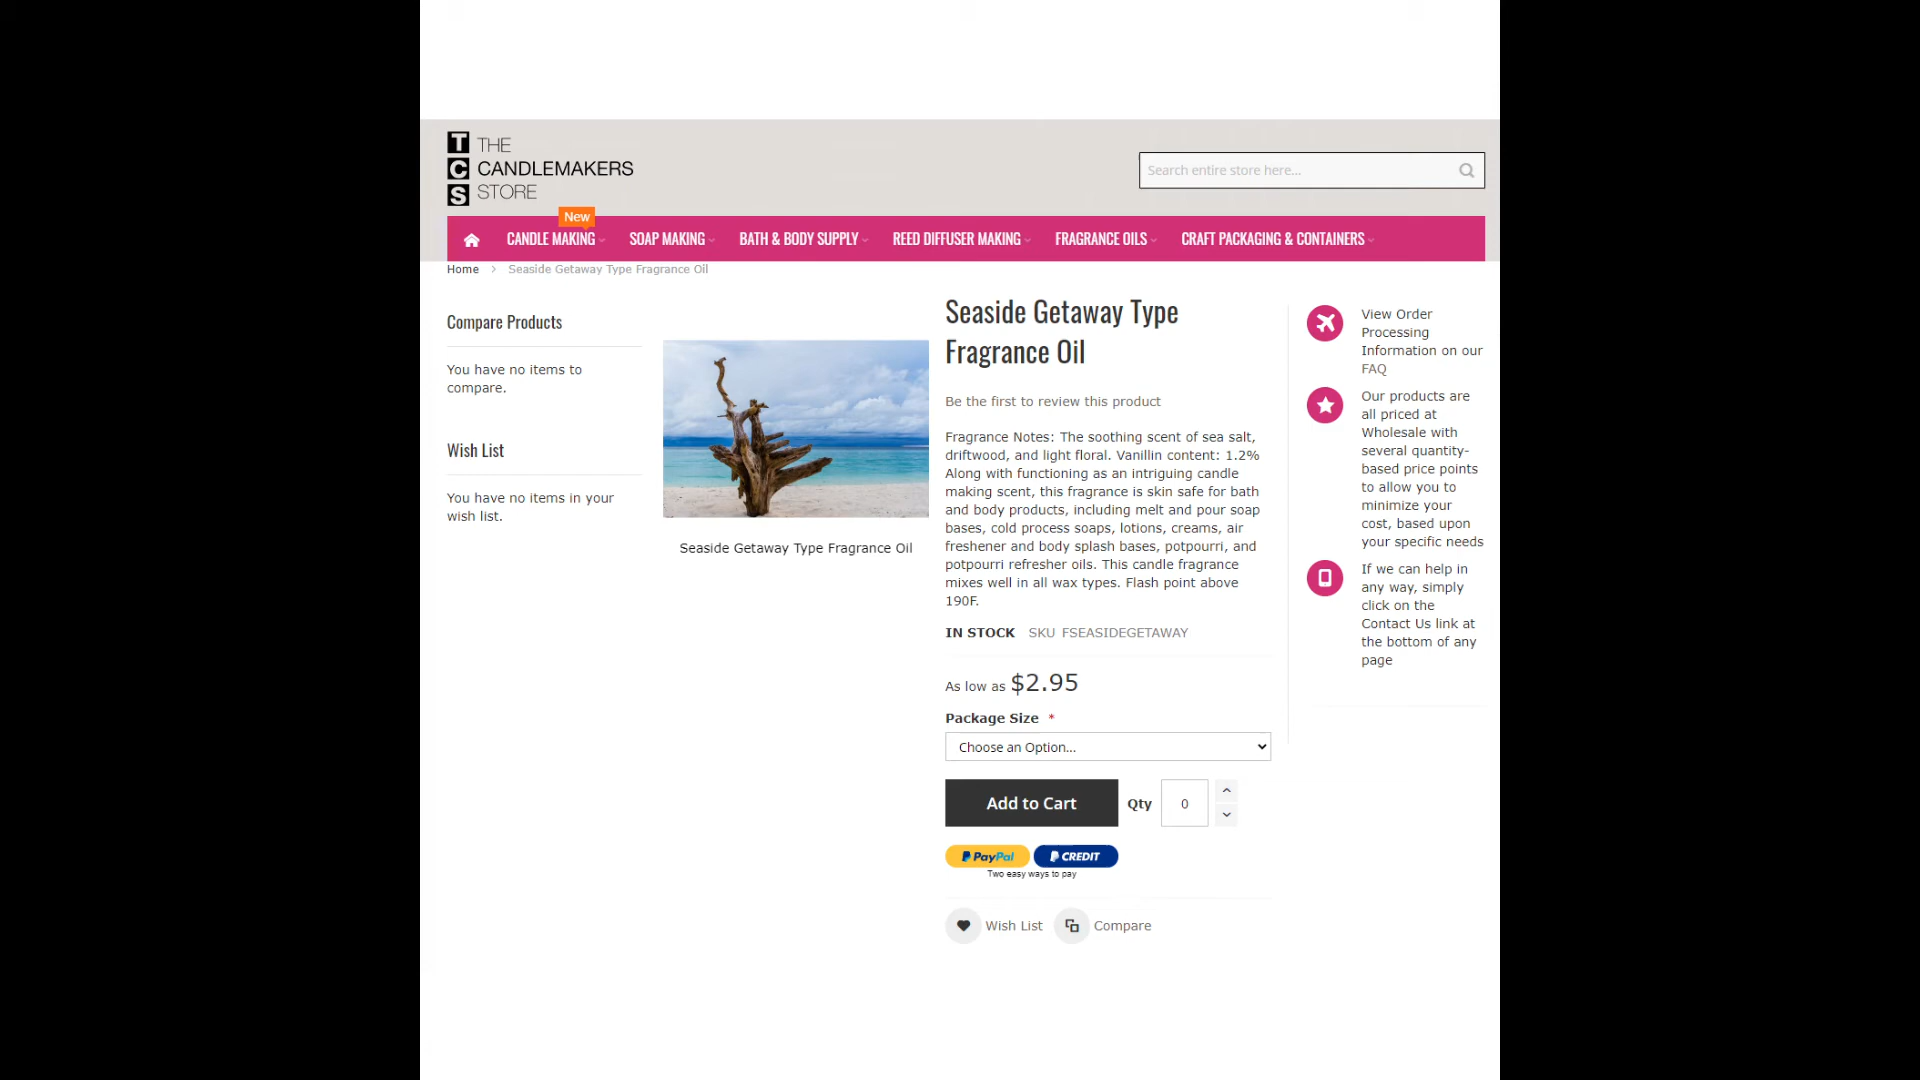 T THE
C CANDLEMAKERS
S STORE
Search entire store here...
New
CANDLE MAKING SOAP MAKING BATH & BODY SUPPLY REED DIFFUSER MAKING FRAGRANCE OILS CRAFT PACKAGING & CONTAINERS
Home > Seaside Getaway Type Fragrance Oil
Compare Products
You have no items to
compare.
Wish List
You have no items in your
wish list.
Seaside Getaway Type Fragrance Oil
Seaside Getaway Type
Fragrance Oil
Be the first to review this product
Fragrance Notes: The soothing scent of sea salt,
driftwood, and light floral. Vanillin content: 1.2%
Along with functioning as an intriguing candle
making scent, this fragrance is skin safe for bath
and body products, including melt and pour soap
bases, cold process soaps, lotions, creams, air
freshener and body splash bases, potpourri, and
potpourri refresher oils. This candle fragrance
mixes well in all wax types. Flash point above
190F.
IN STOCK SKU FSEASIDEGETAWAY
As low as $2.95
Package Size *
Choose an Option...
Add to Cart Qty 0
PayPal CREDIT
Two easy ways to pay
Wish List Compare
View Order
Processing
Information on our
FAQ
Our products are
all priced at
Wholesale with
several quantity-
based price points
to allow you to
minimize your
cost, based upon
your specific needs
If we can help in
any way, simply
click on the
Contact Us link at
the bottom of any
page